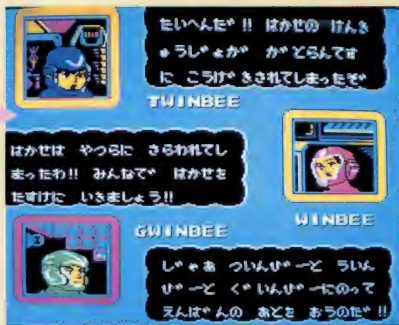 たいへんだ!! はかせの けんき
ゅうじょが がとらんてす
に こうげきされてしまったぞ
TWINBEE
はかせは やつらに さらわれてし
まったわ!! みんなで はかせを
たすけに いきましょう!!
WINBEE
GWINBEE
じゃあ ついんびーと ういん
びーと ぐいんびーにのって
えんばんの あとを おうのだ!!